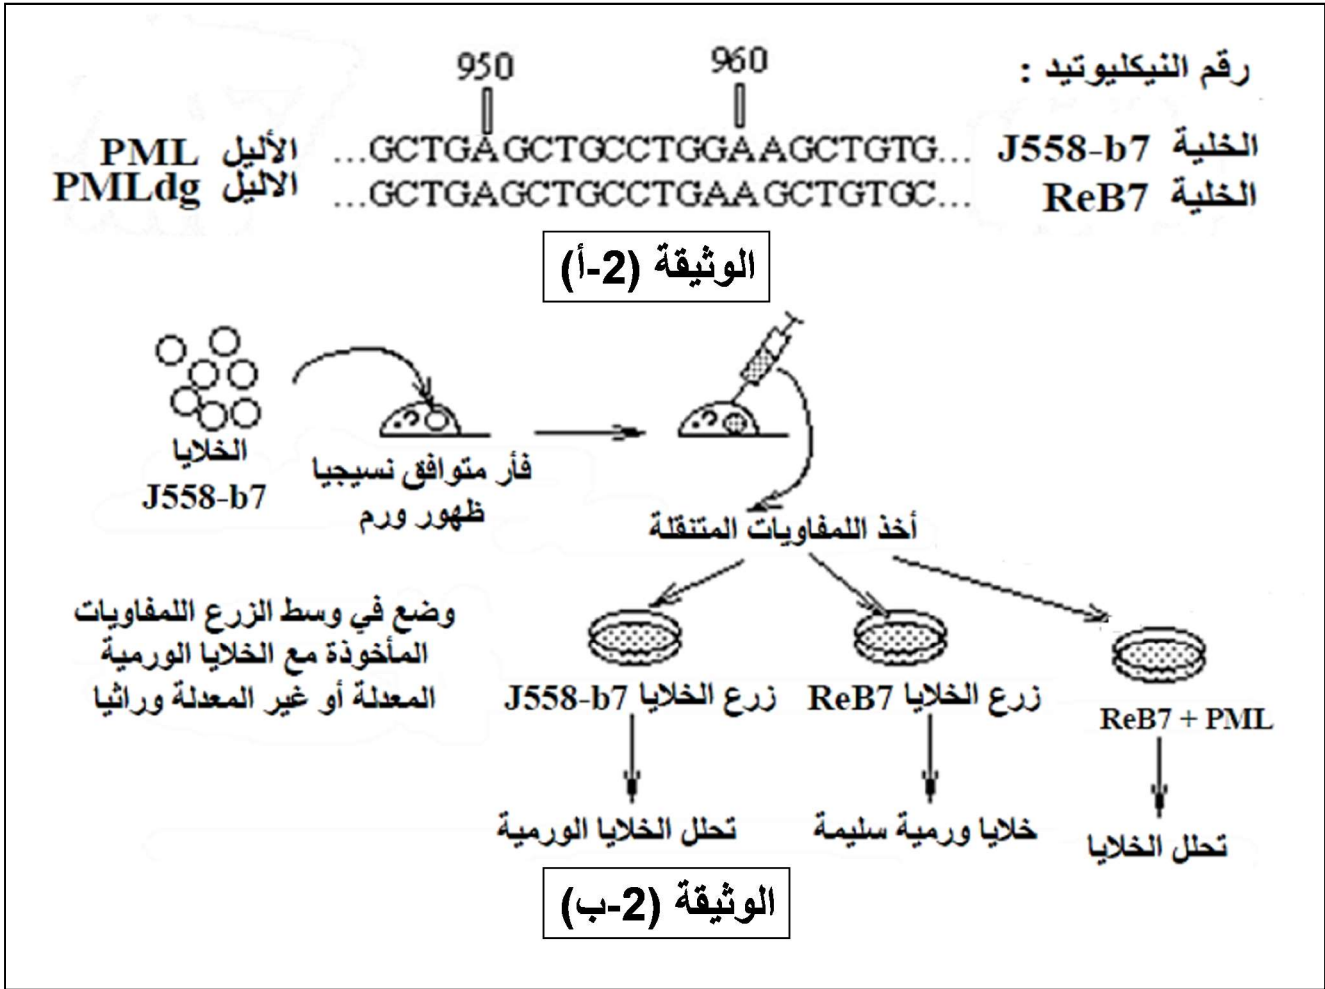 950 960 رقم النيكليوتيد :
الأليل PML ...GCTGAGCTGCCTGGAAGCTGTG... الخلية J558-b7
الاليل PMLdg ...GCTGAGCTGCCTGAAGCTGTGC... الخلية ReB7
الوثيقة (2-أ)
الخلايا
J558-b7
فأر متوافق نسيجيا
ظهور ورم
أخذ اللمفاويات المتنقلة
وضع في وسط الزرع اللمفاويات
المأخوذة مع الخلايا الورمية
المعدلة أو غير المعدلة وراثيا
زرع الخلايا J558-b7
زرع الخلايا ReB7
ReB7 + PML
تحلل الخلايا الورمية
خلايا ورمية سليمة
تحلل الخلايا
الوثيقة (2-ب)